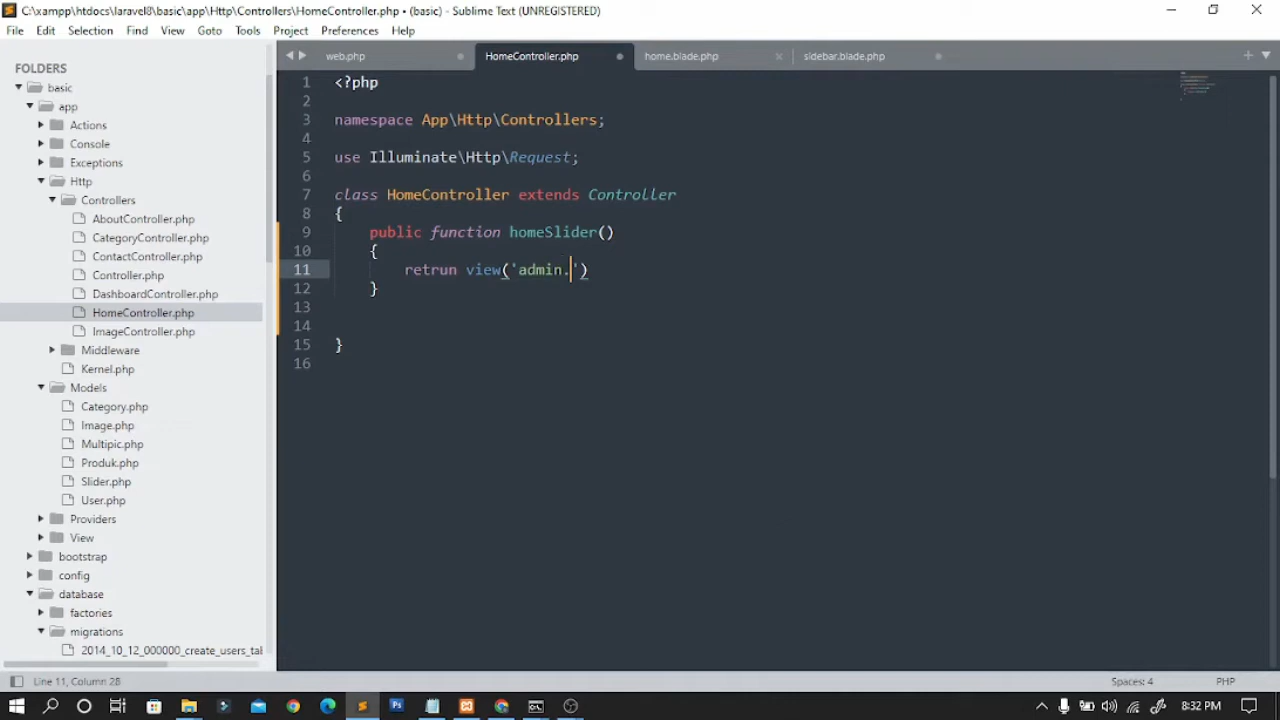 C:\xampp\htdocs\laravel8\basic\app\Http\Controllers\HomeController.php • (basic) - Sublime Text (UNREGISTERED)
File Edit Selection Find View Goto Tools Project Preferences Help
FOLDERS
basic
app
Actions
Console
Exceptions
Http
Controllers
AboutController.php
CategoryController.php
ContactController.php
Controller.php
DashboardController.php
HomeController.php
ImageController.php
Middleware
Kernel.php
Models
Category.php
Image.php
Multipic.php
Produk.php
Slider.php
User.php
Providers
View
bootstrap
config
database
factories
migrations
2014_10_12_000000_create_users_tal
web.php HomeController.php home.blade.php sidebar.blade.php
1 <?php
2
3 namespace App\Http\Controllers;
4
5 use Illuminate\Http\Request;
6
7 class HomeController extends Controller
8 {
9 public function homeSlider()
10 {
11 retrun view('admin.')
12 }
13
14
15 }
16
Line 11, Column 28 Spaces: 4 PHP
8:32 PM